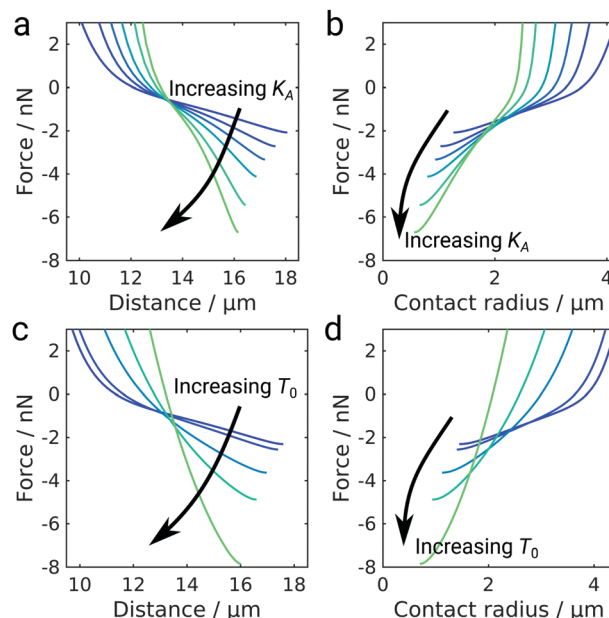 a
2
0
-2
-4
-6
-8
Force / nN
10 12 14 16 18
Distance / μm
Increasing K_A
b
2
0
-2
-4
-6
-8
Force / nN
0 2 4
Contact radius / μm
Increasing K_A
c
2
0
-2
-4
-6
-8
Force / nN
10 12 14 16 18
Distance / μm
Increasing T_0
d
2
0
-2
-4
-6
-8
Force / nN
0 2 4
Contact radius / μm
Increasing T_0